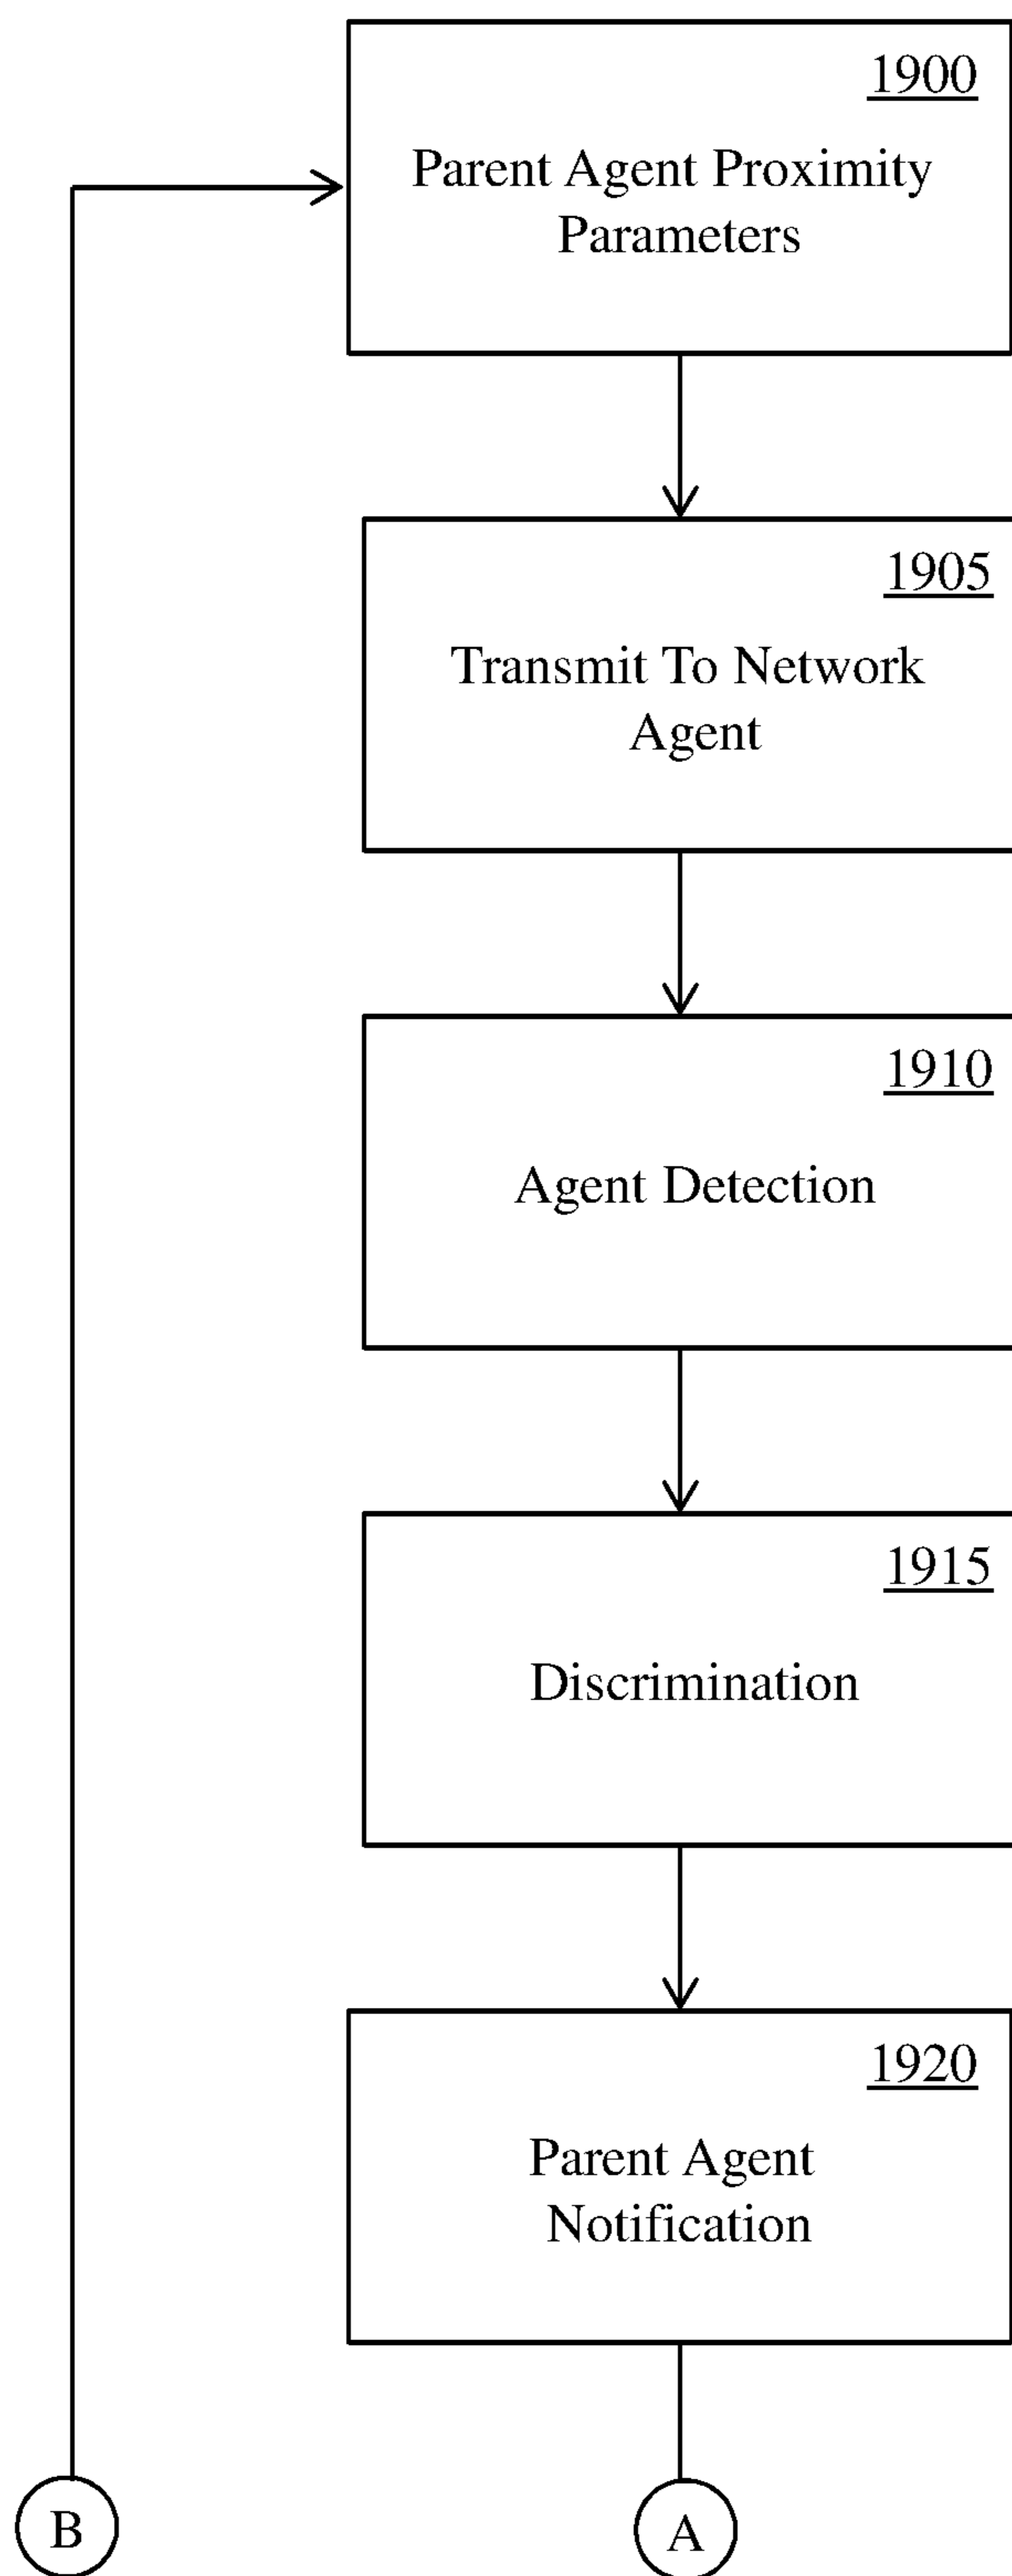 1900
Parent Agent Proximity
Parameters
1905
Transmit To Network
Agent
1910
Agent Detection
1915
Discrimination
1920
Parent Agent
Notification
B
A